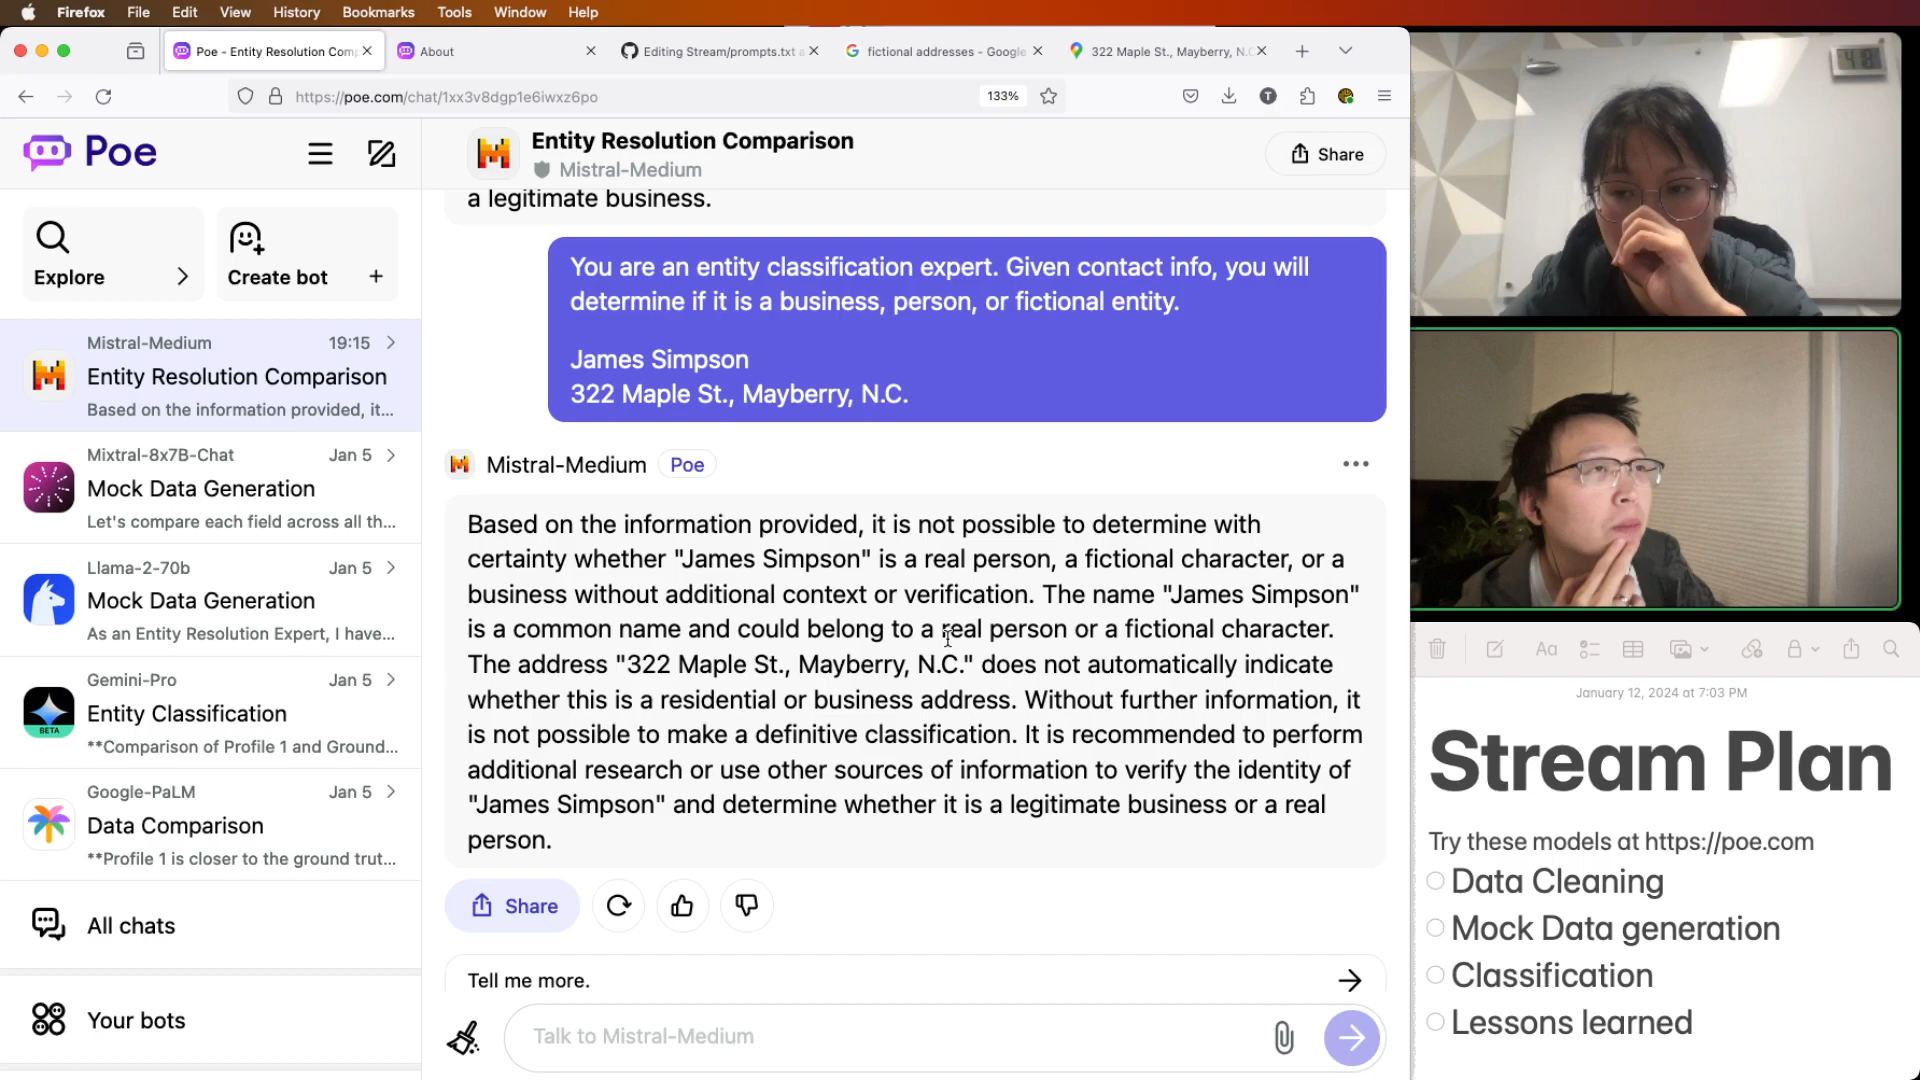 Firefox File Edit View History Bookmarks Tools Window Help
Poe - Entity Resolution Comp
About
Editing Stream/prompts.txt a
fictional addresses - Google
322 Maple St., Mayberry, N.C
https://poe.com/chat/1xx3v8dgp1e6iwxz6po
133%
T
Poe
Explore
Create bot +
Mistral-Medium 19:15
Entity Resolution Comparison
Based on the information provided, it...
Mixtral-8x7B-Chat Jan 5
Mock Data Generation
Let's compare each field across all th...
Llama-2-70b Jan 5
Mock Data Generation
As an Entity Resolution Expert, I have...
Gemini-Pro Jan 5
BETA
Entity Classification
**Comparison of Profile 1 and Ground...
Google-PaLM Jan 5
Data Comparison
**Profile 1 is closer to the ground trut...
All chats
Your bots
Entity Resolution Comparison
Mistral-Medium
Share
a legitimate business.
You are an entity classification expert. Given contact info, you will
determine if it is a business, person, or fictional entity.
James Simpson
322 Maple St., Mayberry, N.C.
Mistral-Medium Poe
Based on the information provided, it is not possible to determine with
certainty whether "James Simpson" is a real person, a fictional character, or a
business without additional context or verification. The name "James Simpson"
is a common name and could belong to a real person or a fictional character.
The address "322 Maple St., Mayberry, N.C." does not automatically indicate
whether this is a residential or business address. Without further information, it
is not possible to make a definitive classification. It is recommended to perform
additional research or use other sources of information to verify the identity of
"James Simpson" and determine whether it is a legitimate business or a real
person.
Share
Tell me more.
Talk to Mistral-Medium
Aa
January 12, 2024 at 7:03 PM
Stream Plan
Try these models at https://poe.com
Data Cleaning
Mock Data generation
Classification
Lessons learned